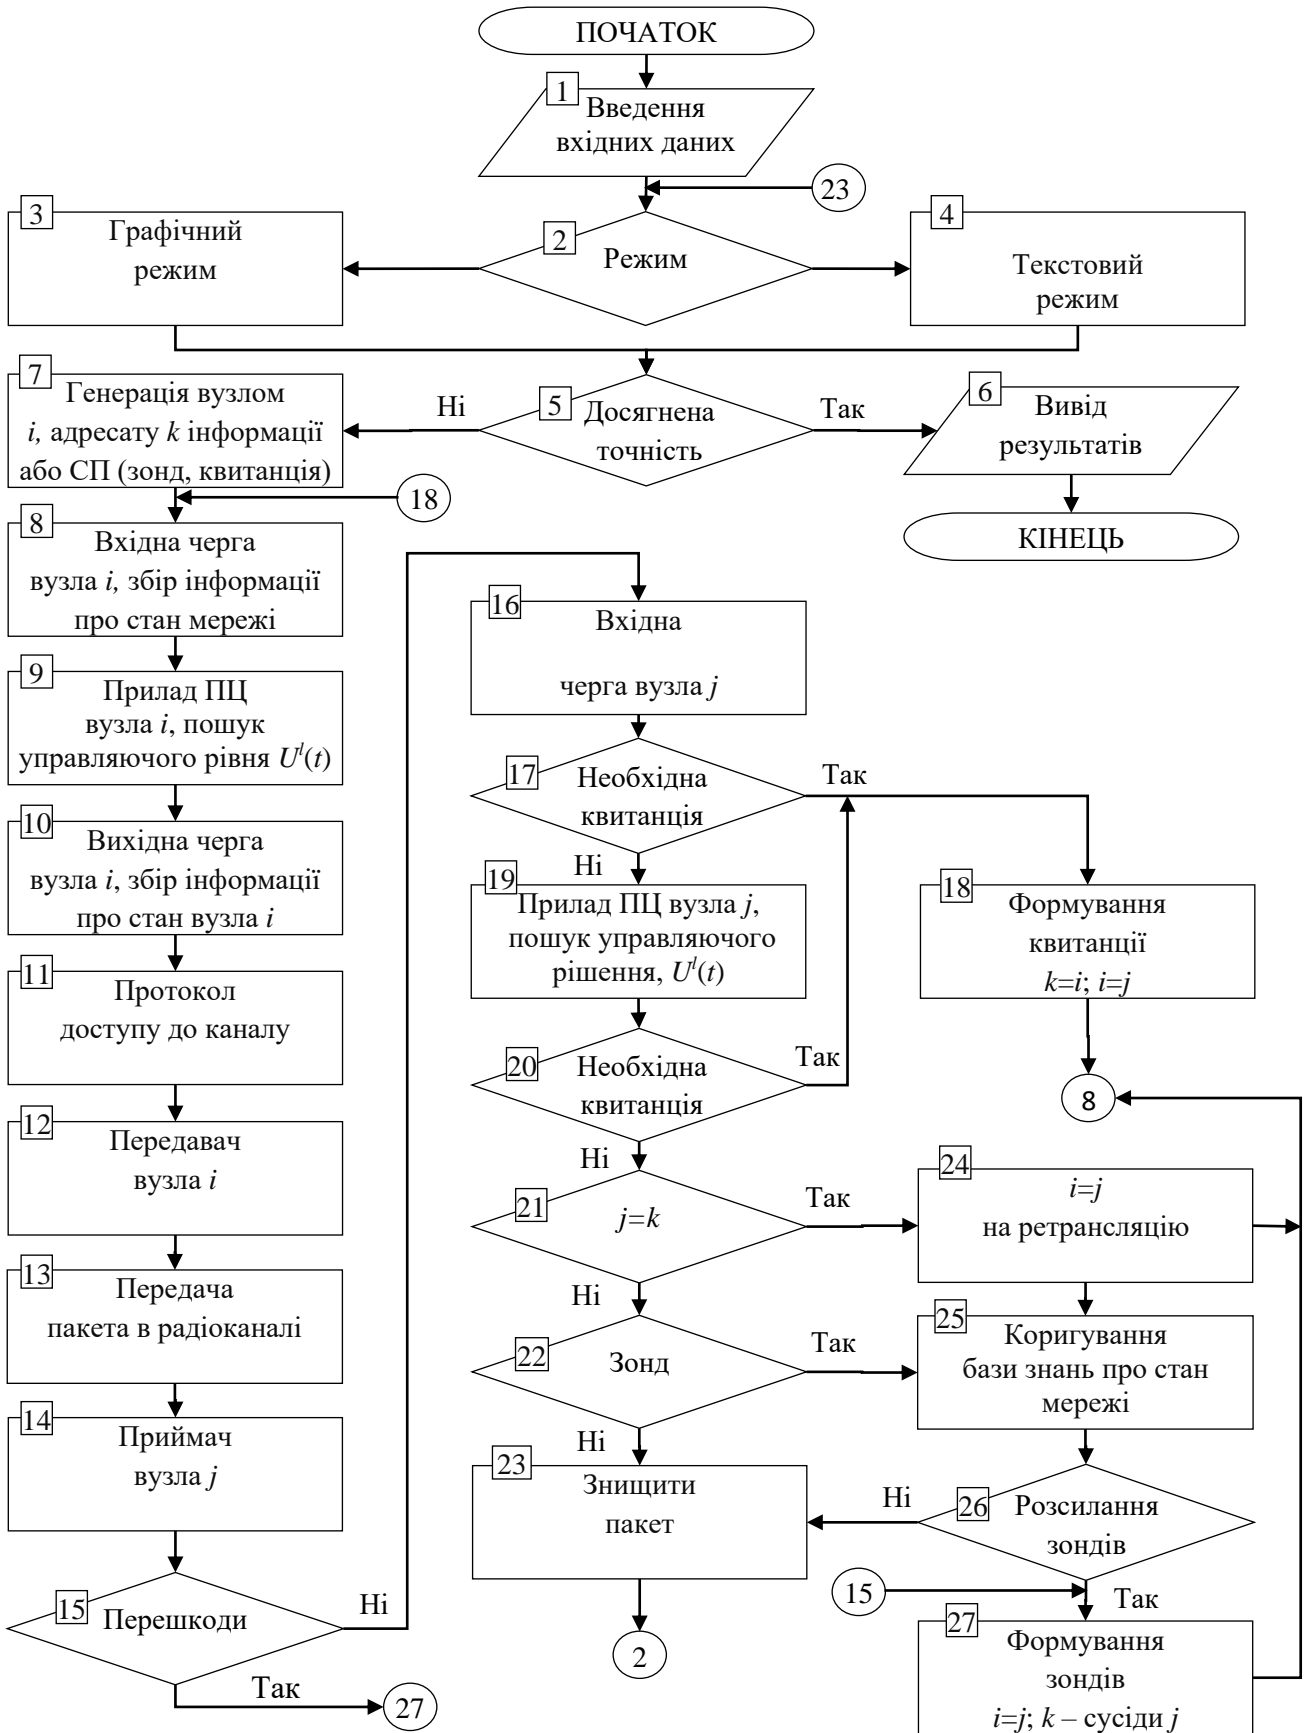 ПОЧАТОК
1
Введення
вхідних даних
23
3
Графічний
режим
2
Режим
4
Текстовий
режим
7
Генерація вузлом
i, адресату k інформації
або СП (зонд, квитанція)
Ні
5
Досягнена
точність
Так
6
Вивід
результатів
18
КІНЕЦЬ
8
Вхідна черга
вузла i, збір інформації
про стан мережі
9
Прилад ПЦ
вузла i, пошук
управляючого рівня Uˡ(t)
10
Вихідна черга
вузла i, збір інформації
про стан вузла i
11
Протокол
доступу до каналу
12
Передавач
вузла i
13
Передача
пакета в радіоканалі
14
Приймач
вузла j
15
Перешкоди
Ні
Так
27
16
Вхідна
черга вузла j
17
Необхідна
квитанція
Так
Ні
19
Прилад ПЦ вузла j,
пошук управляючого
рішення, Uˡ(t)
18
Формування
квитанції
k=i; i=j
20
Необхідна
квитанція
Так
8
Ні
21
j=k
Так
24
i=j
на ретрансляцію
Ні
22
Зонд
Так
25
Коригування
бази знань про стан
мережі
Ні
23
Знищити
пакет
Ні
26
Розсилання
зондів
15
Так
2
27
Формування
зондів
i=j; k – сусіди j